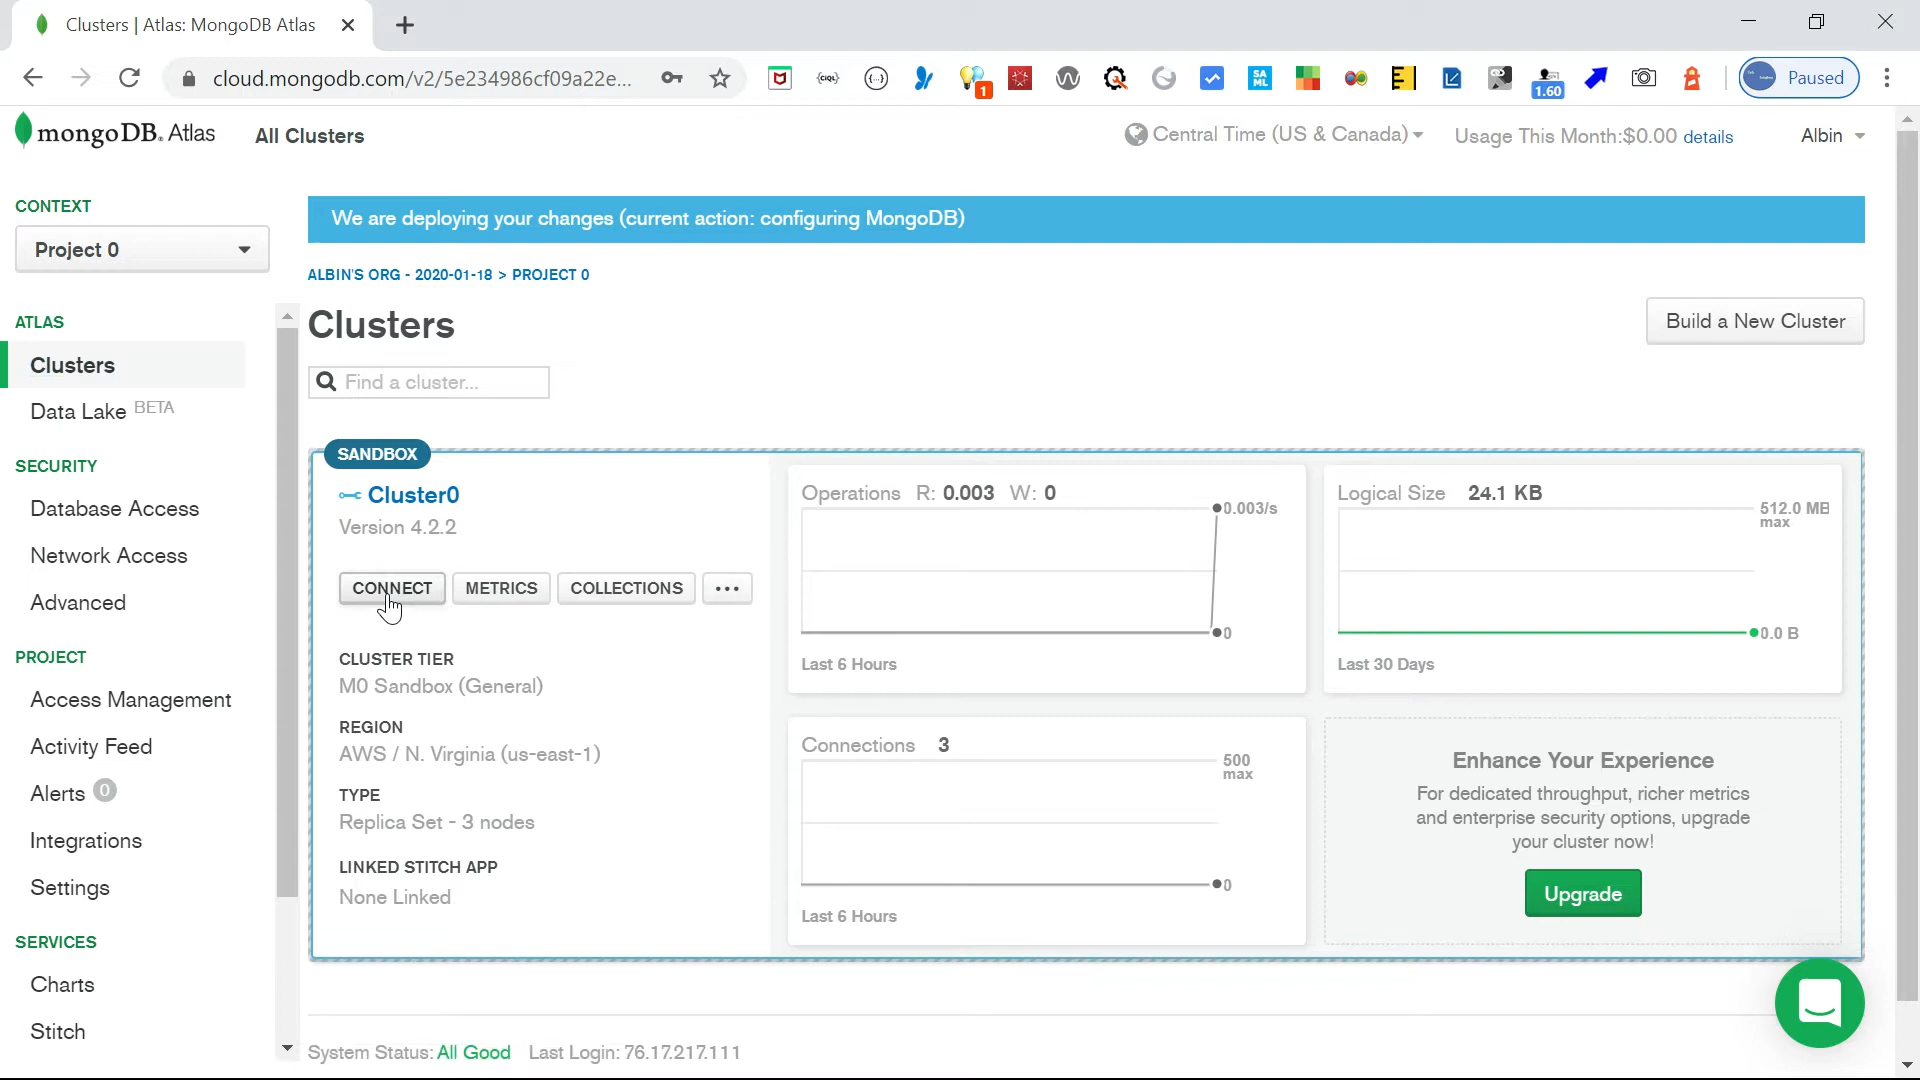 Clusters | Atlas: MongoDB Atlas
cloud.mongodb.com/v2/5e234986cf09a22e...
1
SA
ML
1.60
Paused
mongoDB. Atlas
All Clusters
Central Time (US & Canada)
Usage This Month:$0.00 details
Albin
CONTEXT
Project 0
We are deploying your changes (current action: configuring MongoDB)
ALBIN'S ORG - 2020-01-18 > PROJECT 0
ATLAS
Clusters
Data Lake BETA
SECURITY
Database Access
Network Access
Advanced
PROJECT
Access Management
Activity Feed
Alerts 0
Integrations
Settings
SERVICES
Charts
Stitch
Clusters
Build a New Cluster
Find a cluster...
SANDBOX
Cluster0
Version 4.2.2
CONNECT
METRICS
COLLECTIONS
...
CLUSTER TIER
M0 Sandbox (General)
REGION
AWS / N. Virginia (us-east-1)
TYPE
Replica Set - 3 nodes
LINKED STITCH APP
None Linked
Operations R: 0.003 W: 0
0.003/s
0
Last 6 Hours
Logical Size 24.1 KB
512.0 MB
max
0.0 B
Last 30 Days
Connections 3
500
max
0
Last 6 Hours
Enhance Your Experience
For dedicated throughput, richer metrics
and enterprise security options, upgrade
your cluster now!
Upgrade
System Status: All Good Last Login: 76.17.217.111